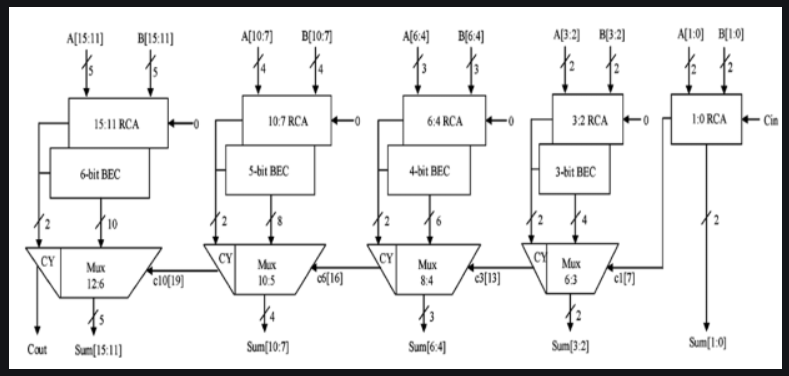 A[15:11] B[15:11] A[10:7] B[10:7] A[6:4] B[6:4] A[3:2] B[3:2] A[1:0] B[1:0]
5 5 4 4 3 3 2 2 2 2
15:11 RCA 0 10:7 RCA 0 6:4 RCA 0 3:2 RCA 0 1:0 RCA Cin
6-bit BEC 5-bit BEC 4-bit BEC 3-bit BEC
2 10 2 8 2 6 2 4 2
CY Mux CY Mux CY Mux CY Mux
12:6 c10[19] 10:5 c6[16] 8:4 c3[13] 6:3 c1[7]
5 4 3 2
Cout Sum[15:11] Sum[10:7] Sum[6:4] Sum[3:2] Sum[1:0]